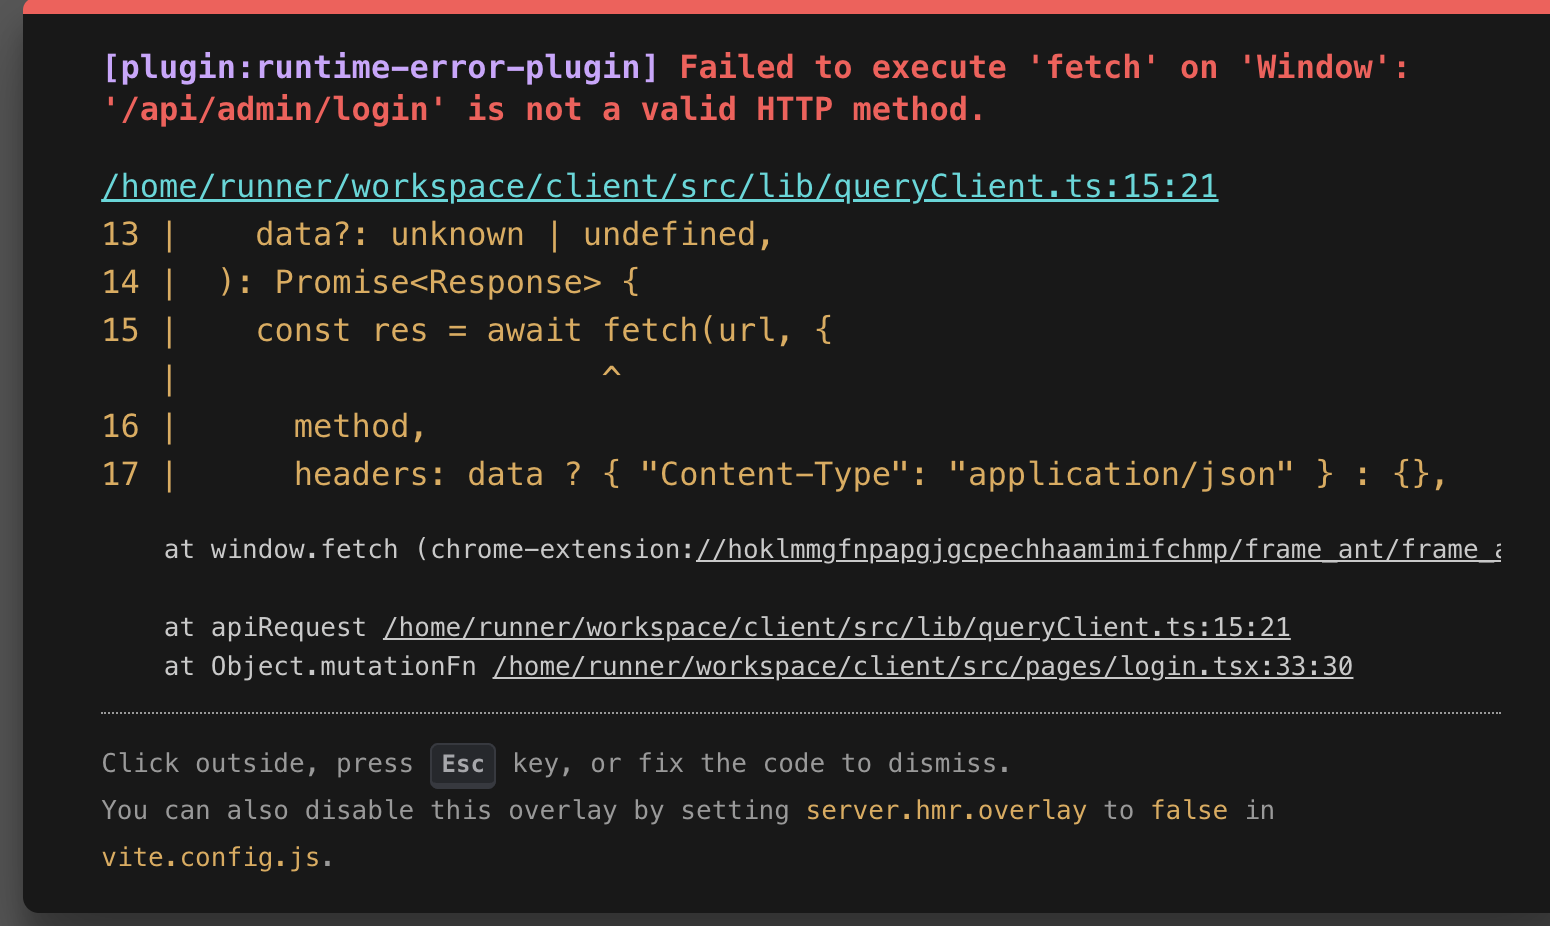 [plugin:runtime-error-plugin] Failed to execute 'fetch' on 'Window':
'/api/admin/login' is not a valid HTTP method.
/home/runner/workspace/client/src/lib/queryClient.ts:15:21
13 |    data?: unknown | undefined,
14 |  ): Promise<Response> {
15 |    const res = await fetch(url, {
   |                      ^
16 |      method,
17 |      headers: data ? { "Content-Type": "application/json" } : {},
at window.fetch (chrome-extension://hoklmmgfnpapgjgcpechhaamimifchmp/frame_ant/frame_a
at apiRequest /home/runner/workspace/client/src/lib/queryClient.ts:15:21
at Object.mutationFn /home/runner/workspace/client/src/pages/login.tsx:33:30
Click outside, press Esc key, or fix the code to dismiss.
You can also disable this overlay by setting server.hmr.overlay to false in
vite.config.js.